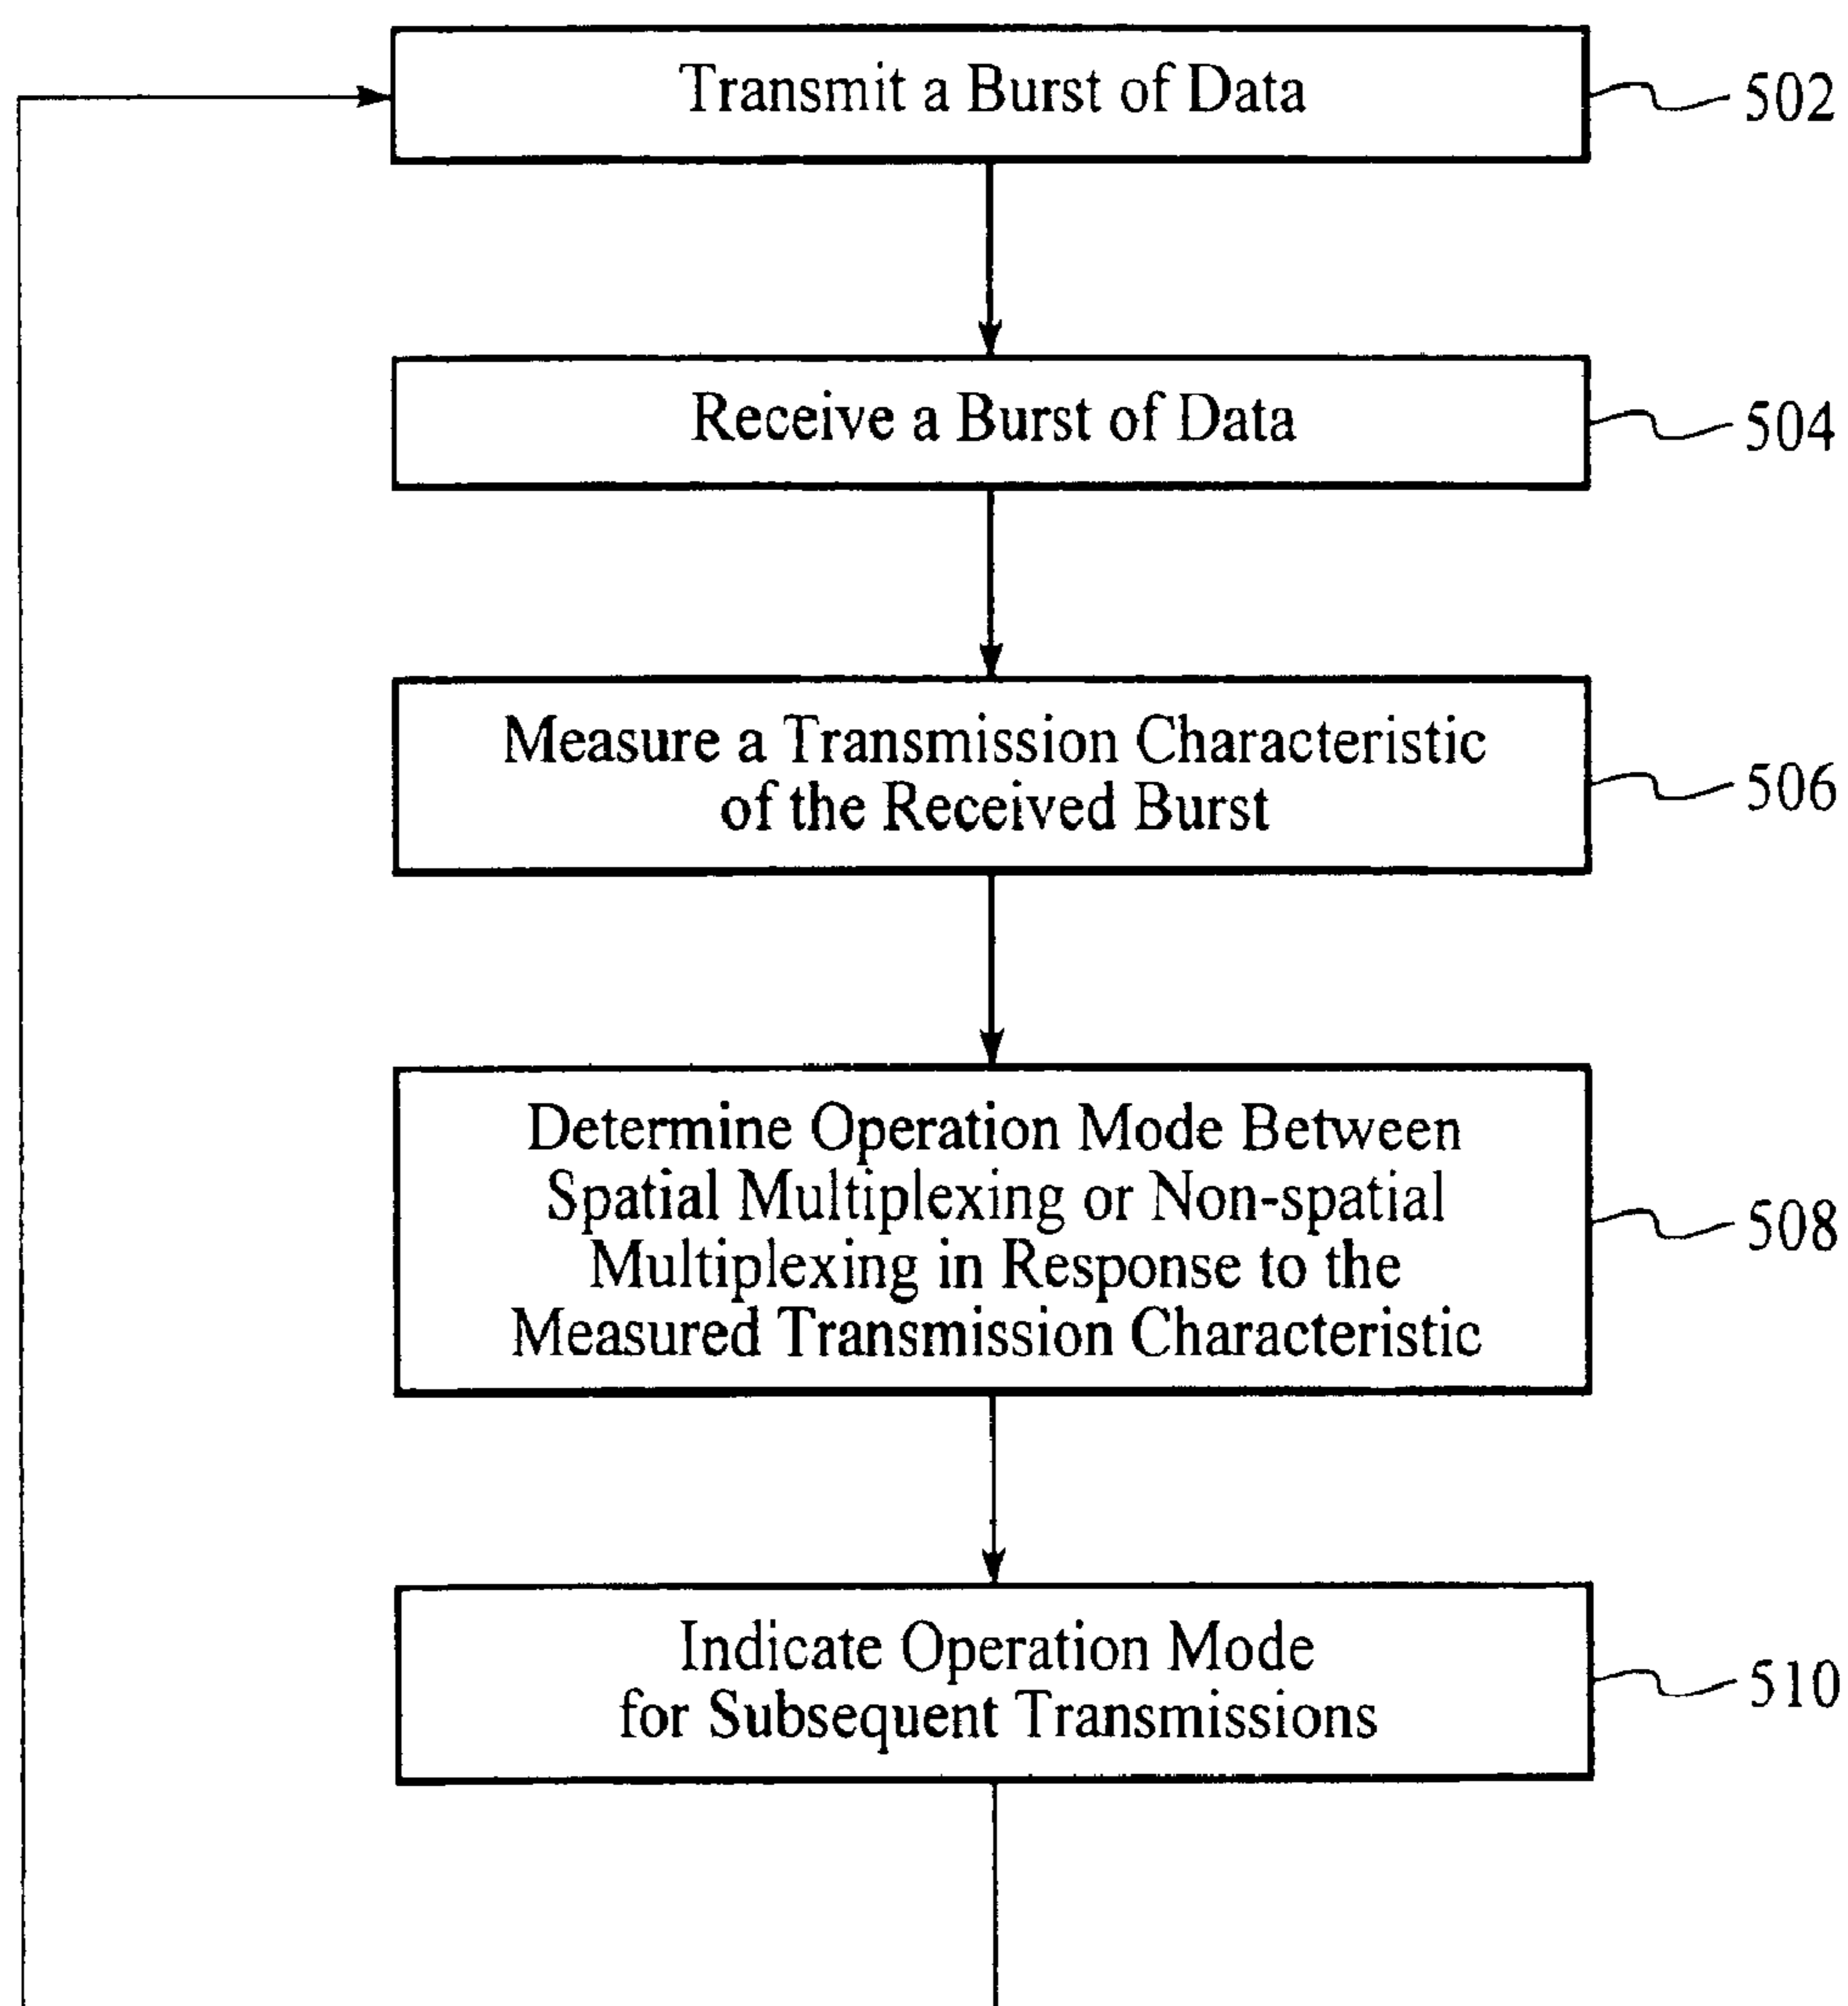 Transmit a Burst of Data
502
Receive a Burst of Data
504
Measure a Transmission Characteristic
of the Received Burst
506
Determine Operation Mode Between
Spatial Multiplexing or Non-spatial
Multiplexing in Response to the
Measured Transmission Characteristic
508
Indicate Operation Mode
for Subsequent Transmissions
510